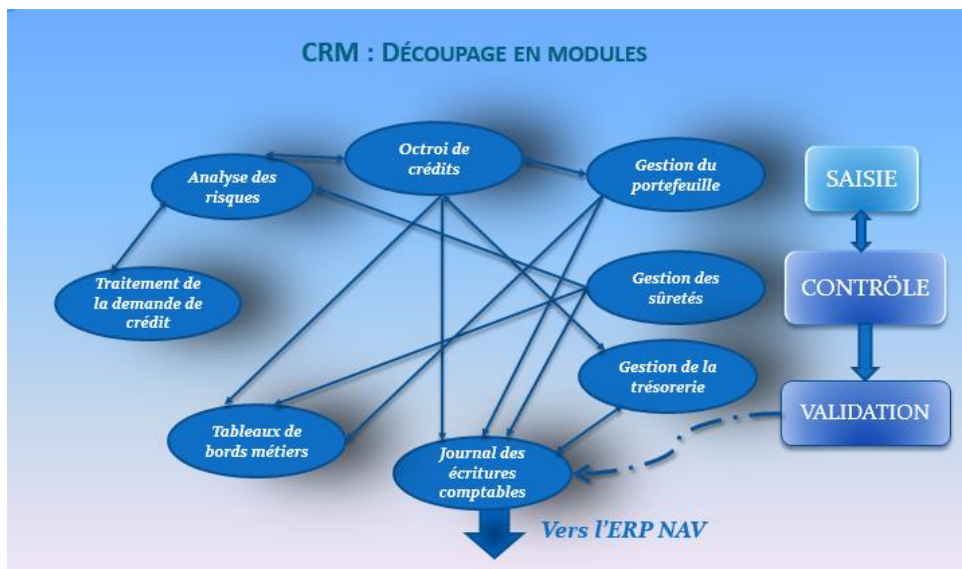 CRM : DÉCOUPAGE EN MODULES
Octroi de
crédits
Analyse des
risques
Gestion du
portefeuille
Traitement de
la demande de
crédit
Gestion des
sûretés
Gestion de la
trésorerie
Tableaux de
bords métiers
Journal des
écritures
comptables
Vers l'ERP NAV
SAISIE
CONTRÖLE
VALIDATION